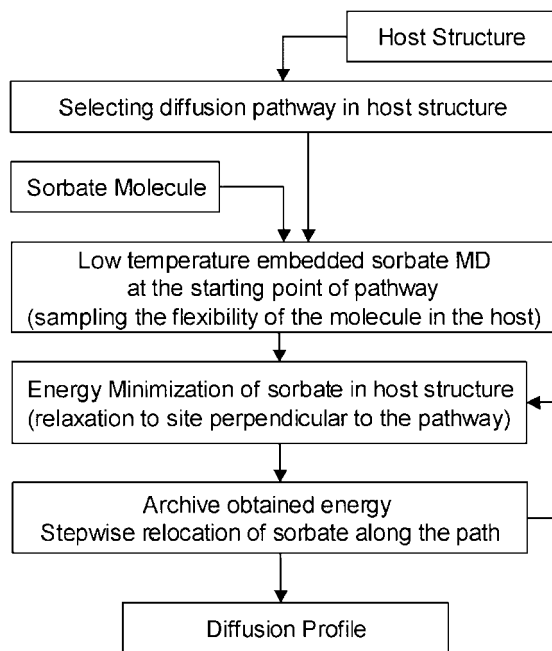 Host Structure
Selecting diffusion pathway in host structure
Sorbate Molecule
Low temperature embedded sorbate MD
at the starting point of pathway
(sampling the flexibility of the molecule in the host)
Energy Minimization of sorbate in host structure
(relaxation to site perpendicular to the pathway)
Archive obtained energy
Stepwise relocation of sorbate along the path
Diffusion Profile